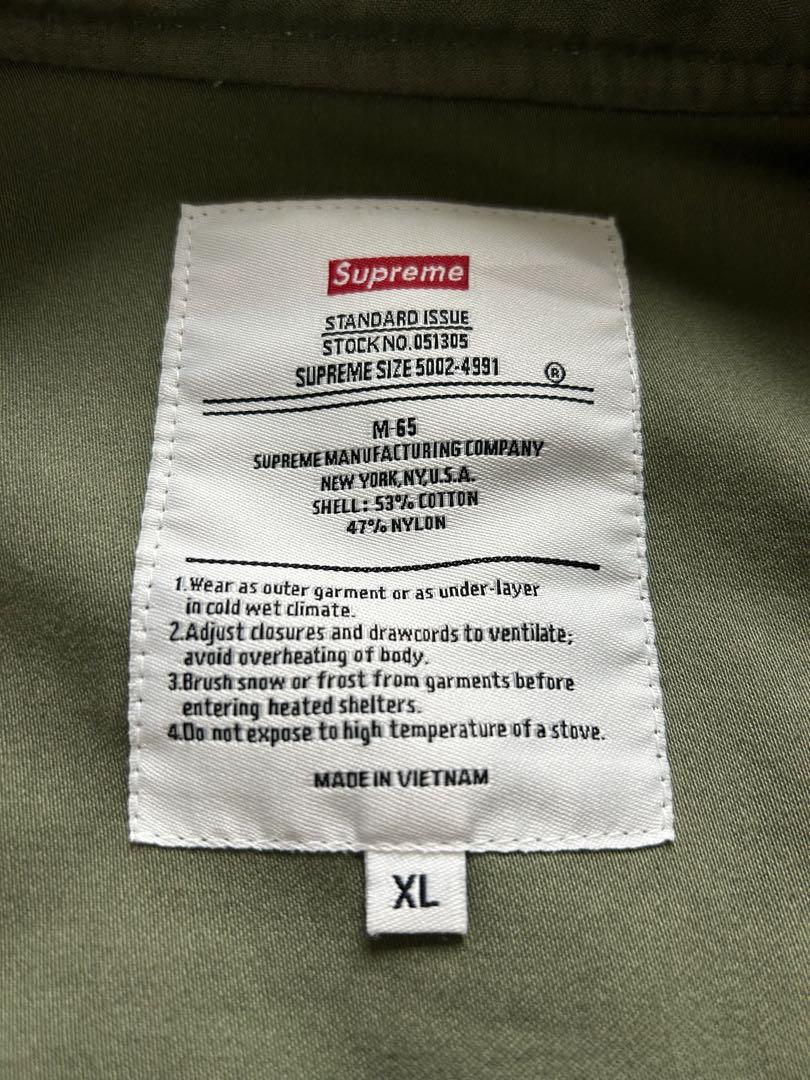 Supreme
STANDARD ISSUE
STOCK NO. 051305
SUPREME SIZE 5002-4991 ®
M-65
SUPREME MANUFACTURING COMPANY
NEW YORK, NY, U.S.A.
SHELL: 53% COTTON
47% NYLON
1. Wear as outer garment or as under-layer
in cold wet climate.
2. Adjust closures and drawcords to ventilate;
avoid overheating of body.
3. Brush snow or frost from garments before
entering heated shelters.
4. Do not expose to high temperature of a stove.
MADE IN VIETNAM
XL